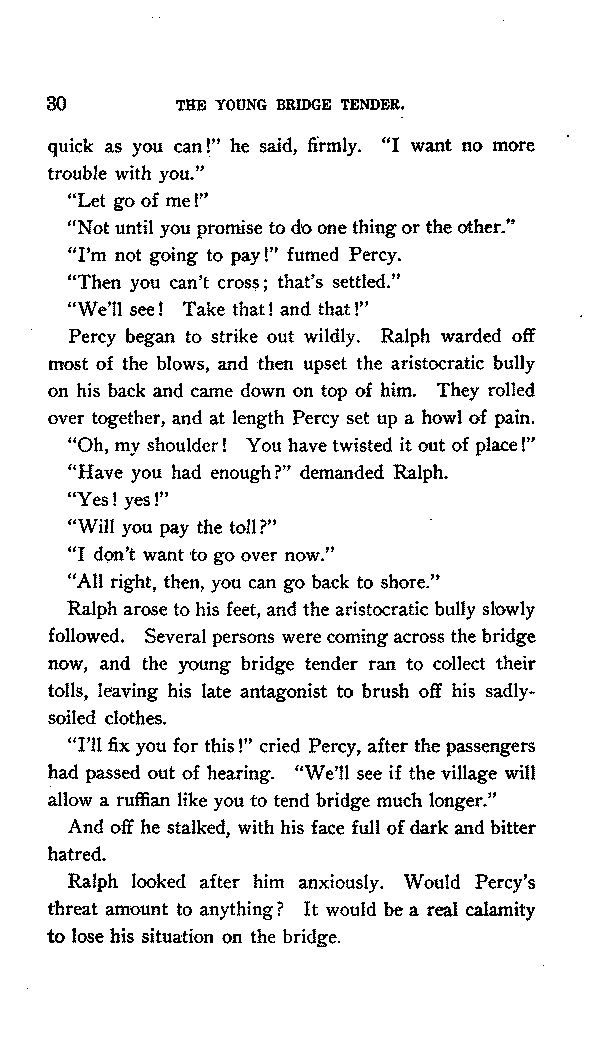 30 THE YOUNG BRIDGE TENDER.
quick as you can!” he said, firmly. “I want no more
trouble with you.”
“Let go of me!”
“Not until you promise to do one thing or the other.”
“I’m not going to pay!” fumed Percy.
“Then you can’t cross; that’s settled.”
“We’ll see! Take that! and that!”
Percy began to strike out wildly. Ralph warded off
most of the blows, and then upset the aristocratic bully
on his back and came down on top of him. They rolled
over together, and at length Percy set up a howl of pain.
“Oh, my shoulder! You have twisted it out of place!”
“Have you had enough?” demanded Ralph.
“Yes! yes!”
“Will you pay the toll?”
“I don’t want to go over now.”
“All right, then, you can go back to shore.”
Ralph arose to his feet, and the aristocratic bully slowly
followed. Several persons were coming across the bridge
now, and the young bridge tender ran to collect their
tolls, leaving his late antagonist to brush off his sadly-
soiled clothes.
“I’ll fix you for this!” cried Percy, after the passengers
had passed out of hearing. “We’ll see if the village will
allow a ruffian like you to tend bridge much longer.”
And off he stalked, with his face full of dark and bitter
hatred.
Ralph looked after him anxiously. Would Percy’s
threat amount to anything? It would be a real calamity
to lose his situation on the bridge.